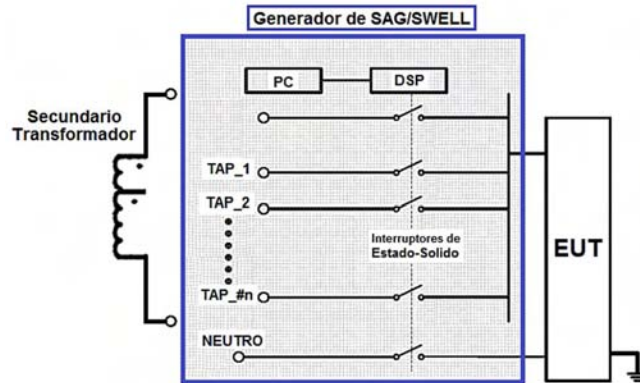 Generador de SAG/SWELL
PC
DSP
Secundario
Transformador
TAP_1
TAP_2
Interruptores de
Estado-Solido
EUT
TAP_#n
NEUTRO